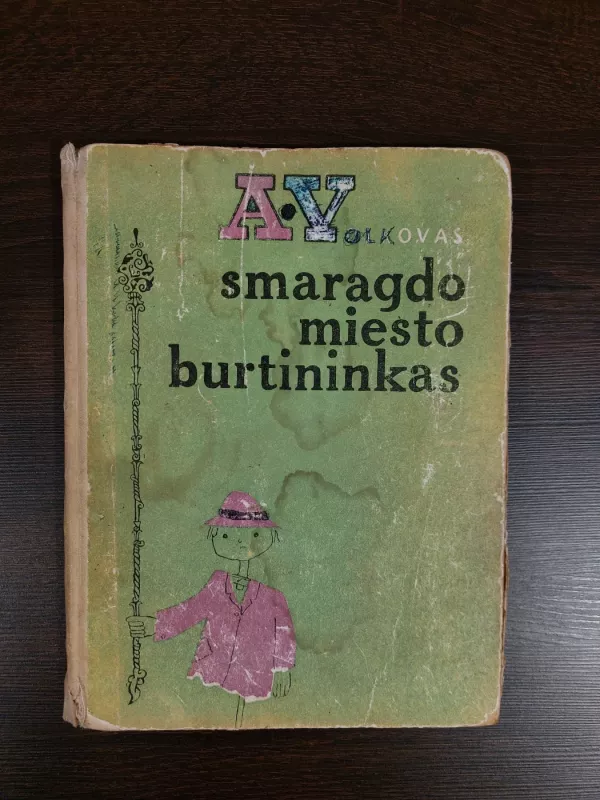 A. VOLKOVAS
smaragdo
miesto
burtininkas